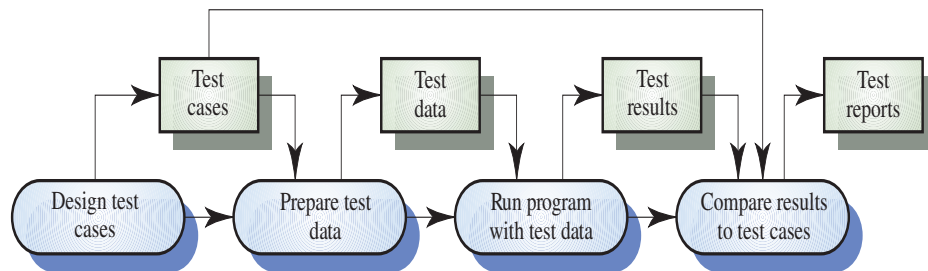 Test
cases
Test
data
Test
results
Test
reports
Design test
cases
Prepare test
data
Run program
with test data
Compare results
to test cases